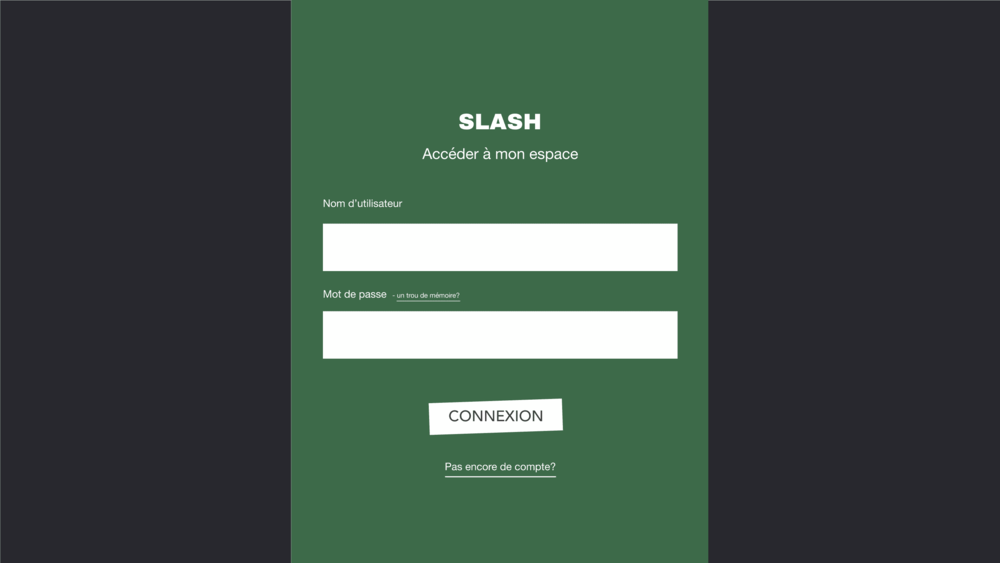 SLASH
Accéder à mon espace
Nom d'utilisateur
Mot de passe - un trou de mémoire?
CONNEXION
Pas encore de compte?